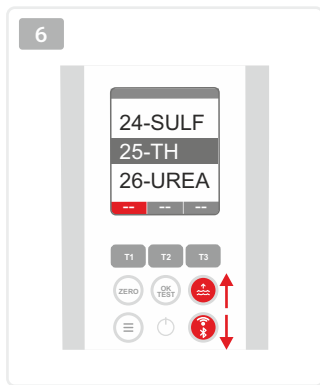 6
24-SULF
25-TH
26-UREA
-- -- --
T1 T2 T3
ZERO OK TEST